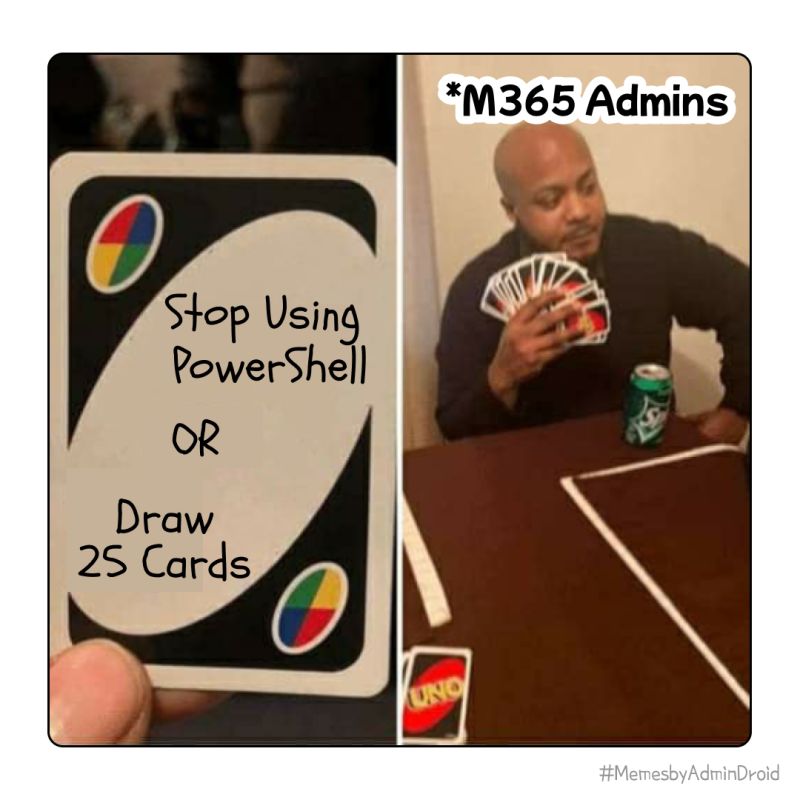 *M365 Admins
Stop Using
PowerShell
OR
Draw
25 Cards
UNO
#MemesbyAdminDroid